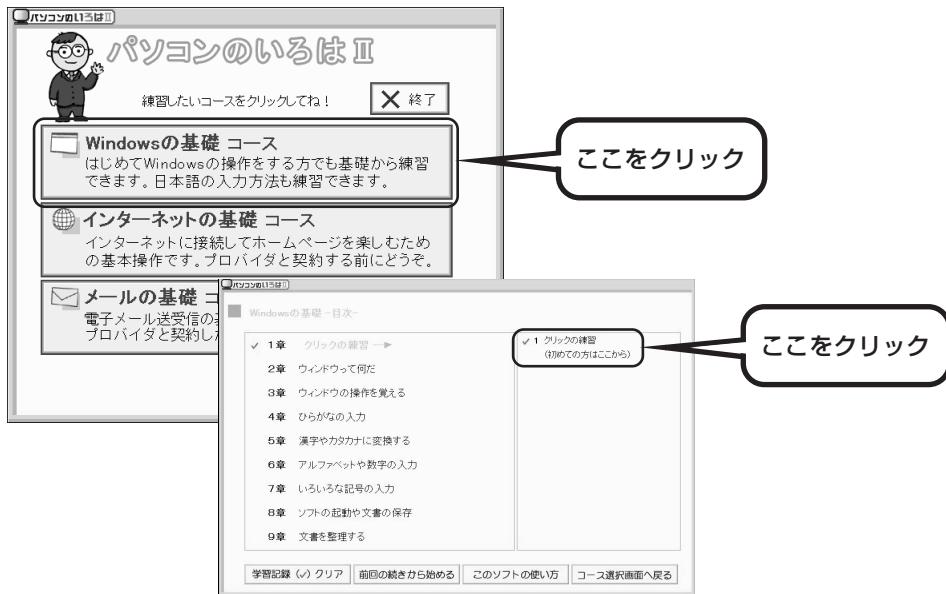 パソコンのいろはⅡ
パソコンのいろはⅡ
練習したいコースをクリックしてね！
終了
Windowsの基礎 コース
はじめてWindowsの操作をする方でも基礎から練習
できます。日本語の入力方法も練習できます。
ここをクリック
インターネットの基礎 コース
インターネットに接続してホームページを楽しむため
の基本操作です。プロバイダと契約する前にどうぞ。
メールの基礎 コ
電子メール送受信の
プロバイダと契約し
パソコンのいろはⅡ
Windowsの基礎 -目次-
✓ 1章 クリックの練習
2章 ウィンドウって何だ
3章 ウィンドウの操作を覚える
4章 ひらがなの入力
5章 漢字やカタカナに変換する
6章 アルファベットや数字の入力
7章 いろいろな記号の入力
8章 ソフトの起動や文書の保存
9章 文書を整理する
✓ 1 クリックの練習
(初めての方はここから)
ここをクリック
学習記録（✓）クリア
前回の続きから始める
このソフトの使い方
コース選択画面へ戻る